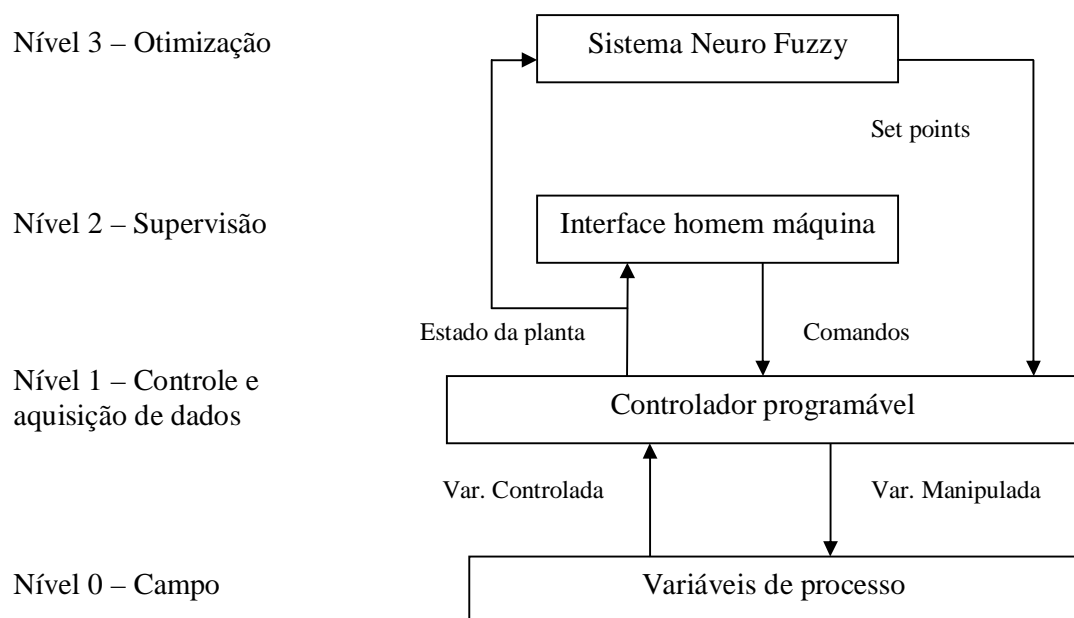 Nível 3 – Otimização
Sistema Neuro Fuzzy
Set points
Nível 2 – Supervisão
Interface homem máquina
Estado da planta
Comandos
Nível 1 – Controle e
aquisição de dados
Controlador programável
Var. Controlada
Var. Manipulada
Nível 0 – Campo
Variáveis de processo